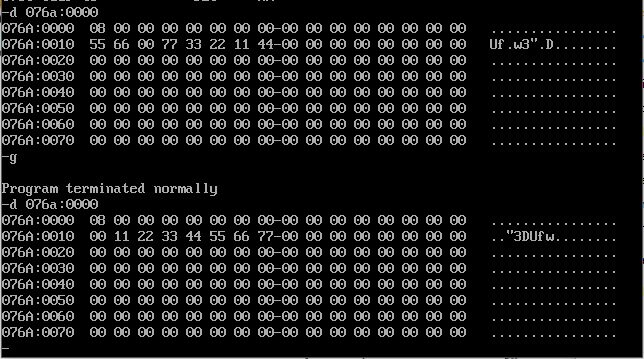 -d 076a:0000
076A:0000  08 00 00 00 00 00 00 00-00 00 00 00 00 00 00 00   ................
076A:0010  55 66 00 77 33 22 11 44-00 00 00 00 00 00 00 00   Uf.w3".D........
076A:0020  00 00 00 00 00 00 00 00-00 00 00 00 00 00 00 00   ................
076A:0030  00 00 00 00 00 00 00 00-00 00 00 00 00 00 00 00   ................
076A:0040  00 00 00 00 00 00 00 00-00 00 00 00 00 00 00 00   ................
076A:0050  00 00 00 00 00 00 00 00-00 00 00 00 00 00 00 00   ................
076A:0060  00 00 00 00 00 00 00 00-00 00 00 00 00 00 00 00   ................
076A:0070  00 00 00 00 00 00 00 00-00 00 00 00 00 00 00 00   ................
-g
Program terminated normally
-d 076a:0000
076A:0000  08 00 00 00 00 00 00 00-00 00 00 00 00 00 00 00   ................
076A:0010  00 11 22 33 44 55 66 77-00 00 00 00 00 00 00 00   .."3DUfw........
076A:0020  00 00 00 00 00 00 00 00-00 00 00 00 00 00 00 00   ................
076A:0030  00 00 00 00 00 00 00 00-00 00 00 00 00 00 00 00   ................
076A:0040  00 00 00 00 00 00 00 00-00 00 00 00 00 00 00 00   ................
076A:0050  00 00 00 00 00 00 00 00-00 00 00 00 00 00 00 00   ................
076A:0060  00 00 00 00 00 00 00 00-00 00 00 00 00 00 00 00   ................
076A:0070  00 00 00 00 00 00 00 00-00 00 00 00 00 00 00 00   ................
-